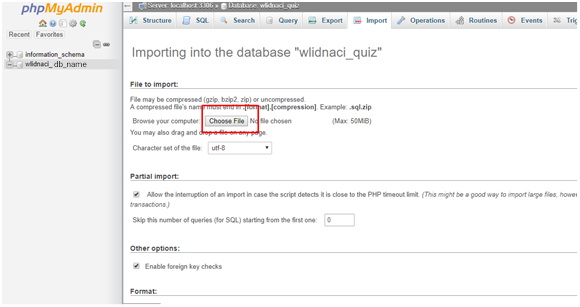 phpMyAdmin
Recent Favorites
information_schema
wlidnaci_db_name
Server: localhost:3306 » Database: wlidnaci_quiz
Structure SQL Search Query Export Import Operations Routines Events Trig
Importing into the database "wlidnaci_quiz"
File to import:
File may be compressed (gzip, bzip2, zip) or uncompressed.
A compressed file's name must end in .[format].[compression]. Example: .sql.zip
Browse your computer: Choose File No file chosen (Max: 50MiB)
You may also drag and drop a file on any page.
Character set of the file: utf-8
Partial import:
Allow the interruption of an import in case the script detects it is close to the PHP timeout limit. (This might be a good way to import large files, howe
transactions.)
Skip this number of queries (for SQL) starting from the first one: 0
Other options:
Enable foreign key checks
Format: